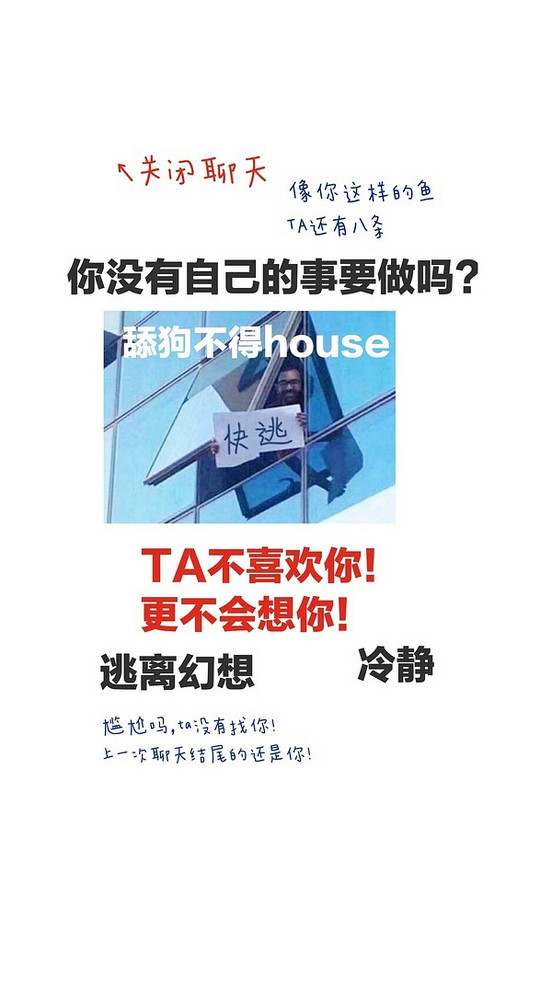 ↖关闭聊天
像你这样的鱼
TA还有八条
你没有自己的事要做吗？
舔狗不得house
快逃
TA不喜欢你！
更不会想你！
逃离幻想
冷静
尴尬吗,ta没有找你!
上一次聊天结尾的还是你!